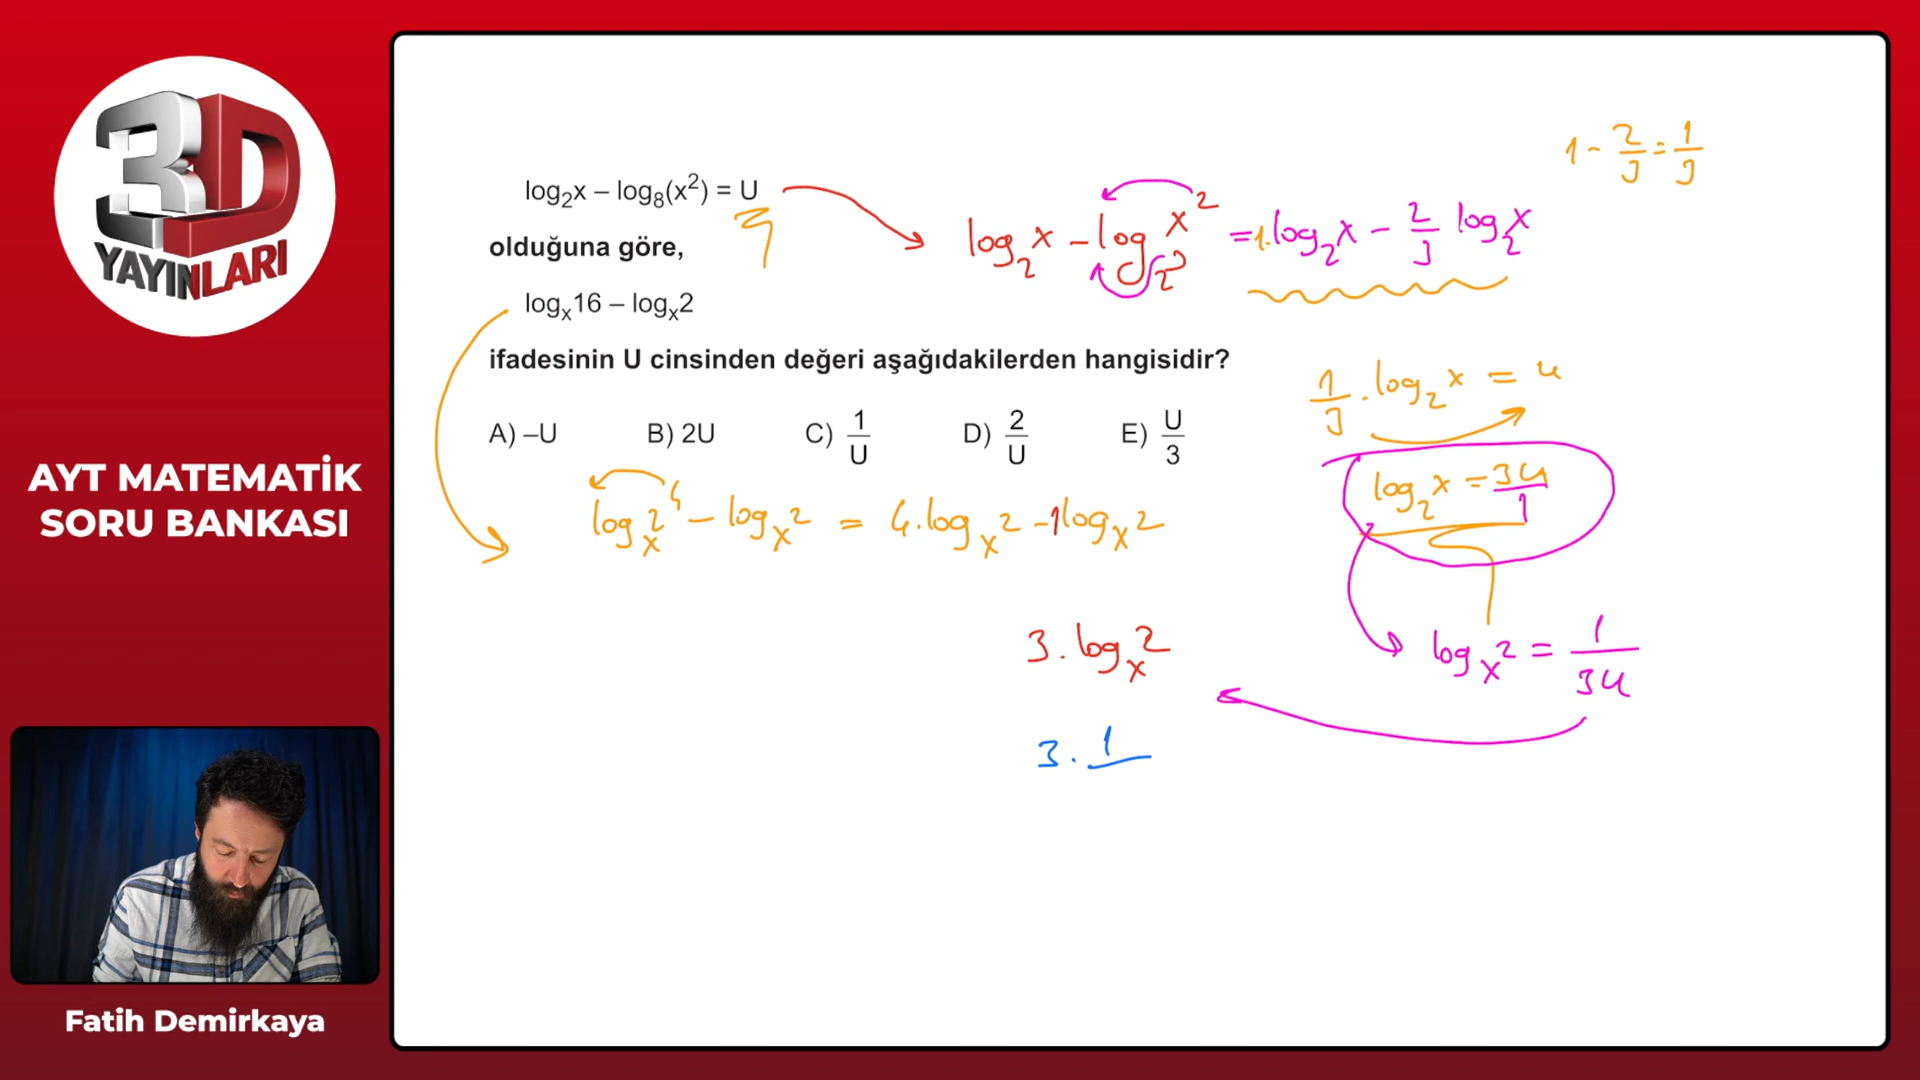 3D
YAYINLARI
AYT MATEMATİK
SORU BANKASI
Fatih Demirkaya
log₂x – log₈(x²) = U
olduğuna göre,
logₓ16 – logₓ2
ifadesinin U cinsinden değeri aşağıdakilerden hangisidir?
A) –U B) 2U C) 1/U D) 2/U E) U/3
1 - 2/3 = 1/3
log₂x - log₂³x² = 1.log₂x - 2/3 log₂x
1/3 . log₂x = u
log₂x = 3u/1
logₓ2⁴ - logₓ2 = 4.logₓ2 - 1logₓ2
3 . logₓ2
logₓ2 = 1/3u
3 . 1